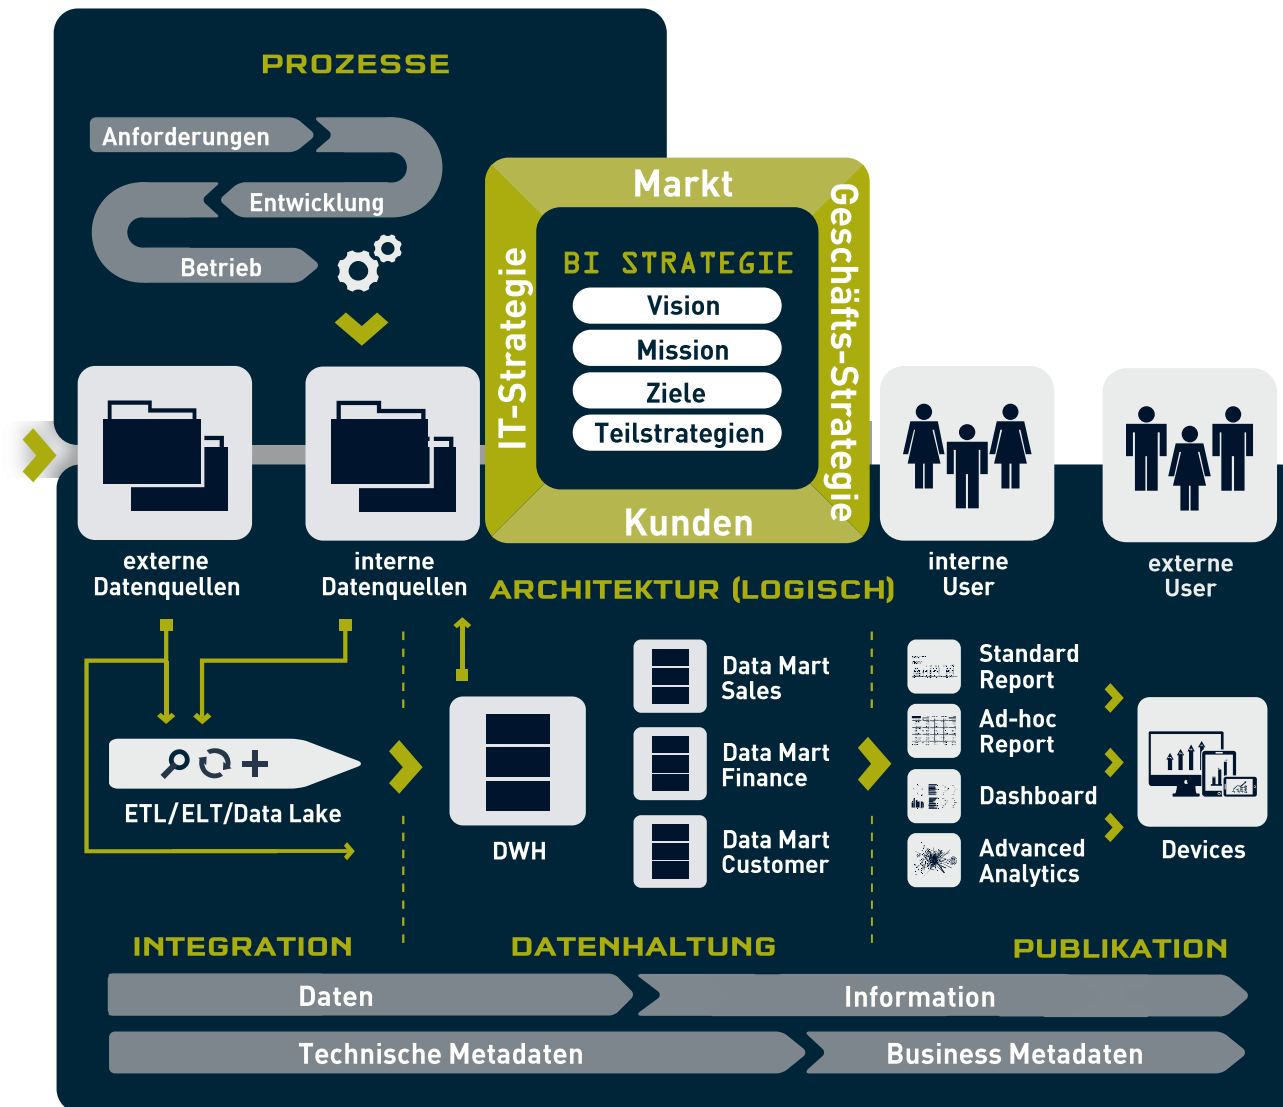 PROZESSE
Anforderungen
Entwicklung
Betrieb
Markt
IT-Strategie
Geschäfts-Strategie
BI STRATEGIE
Vision
Mission
Ziele
Teilstrategien
Kunden
externe
Datenquellen
interne
Datenquellen
interne
User
externe
User
ARCHITEKTUR (LOGISCH)
ETL/ELT/Data Lake
DWH
Data Mart
Sales
Data Mart
Finance
Data Mart
Customer
Standard
Report
Ad-hoc
Report
Dashboard
Advanced
Analytics
Devices
INTEGRATION
DATENHALTUNG
PUBLIKATION
Daten
Information
Technische Metadaten
Business Metadaten